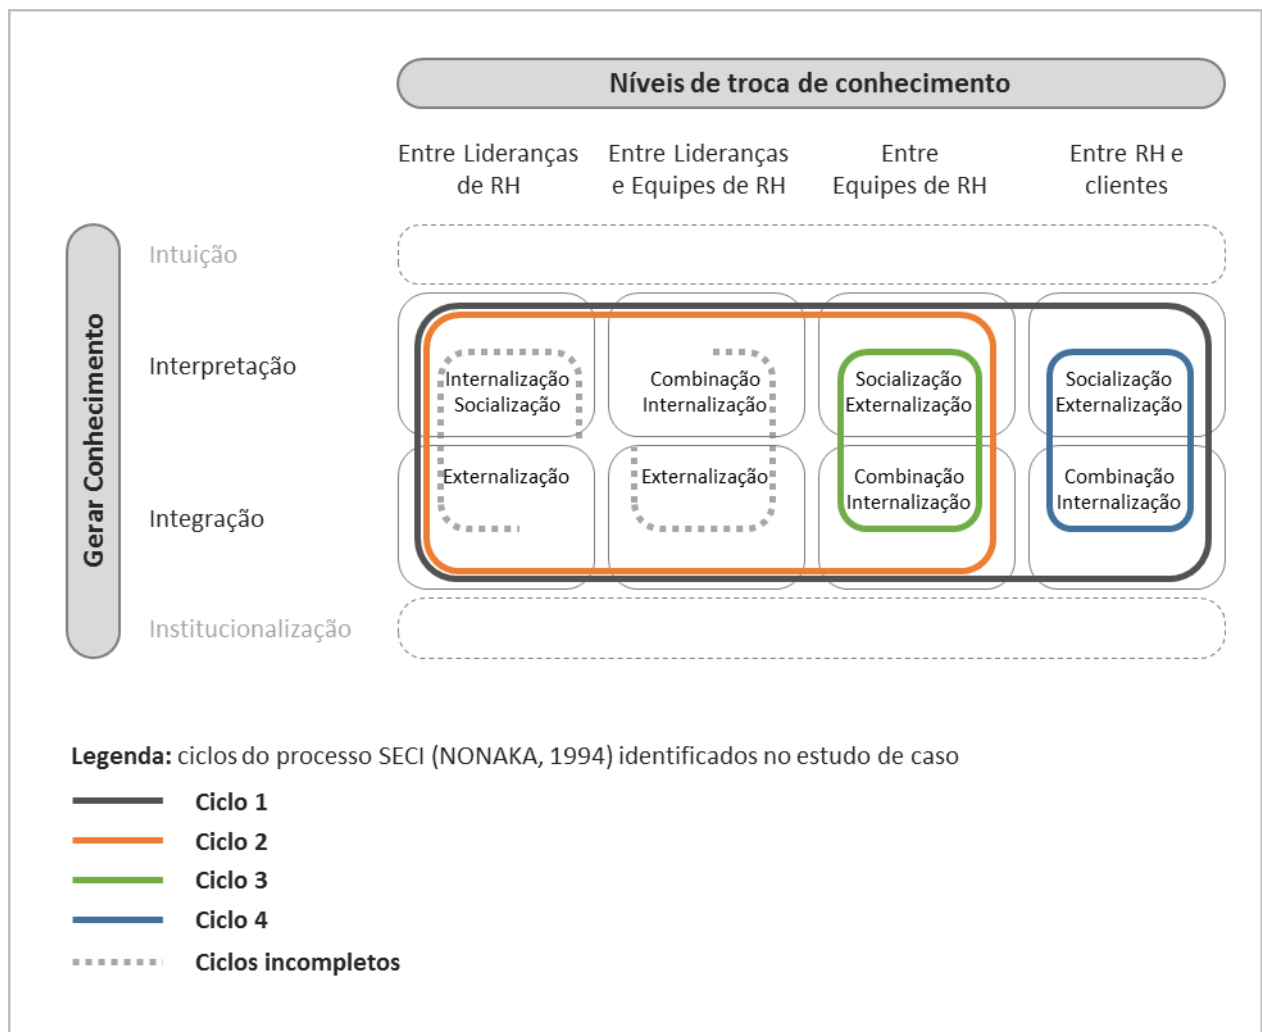 Níveis de troca de conhecimento
Entre Lideranças
de RH
Entre Lideranças
e Equipes de RH
Entre
Equipes de RH
Entre RH e
clientes
Gerar Conhecimento
Intuição
Interpretação
Internalização
Socialização
Combinação
Internalização
Socialização
Externalização
Socialização
Externalização
Integração
Externalização
Externalização
Combinação
Internalização
Combinação
Internalização
Institucionalização
Legenda: ciclos do processo SECI (NONAKA, 1994) identificados no estudo de caso
Ciclo 1
Ciclo 2
Ciclo 3
Ciclo 4
Ciclos incompletos